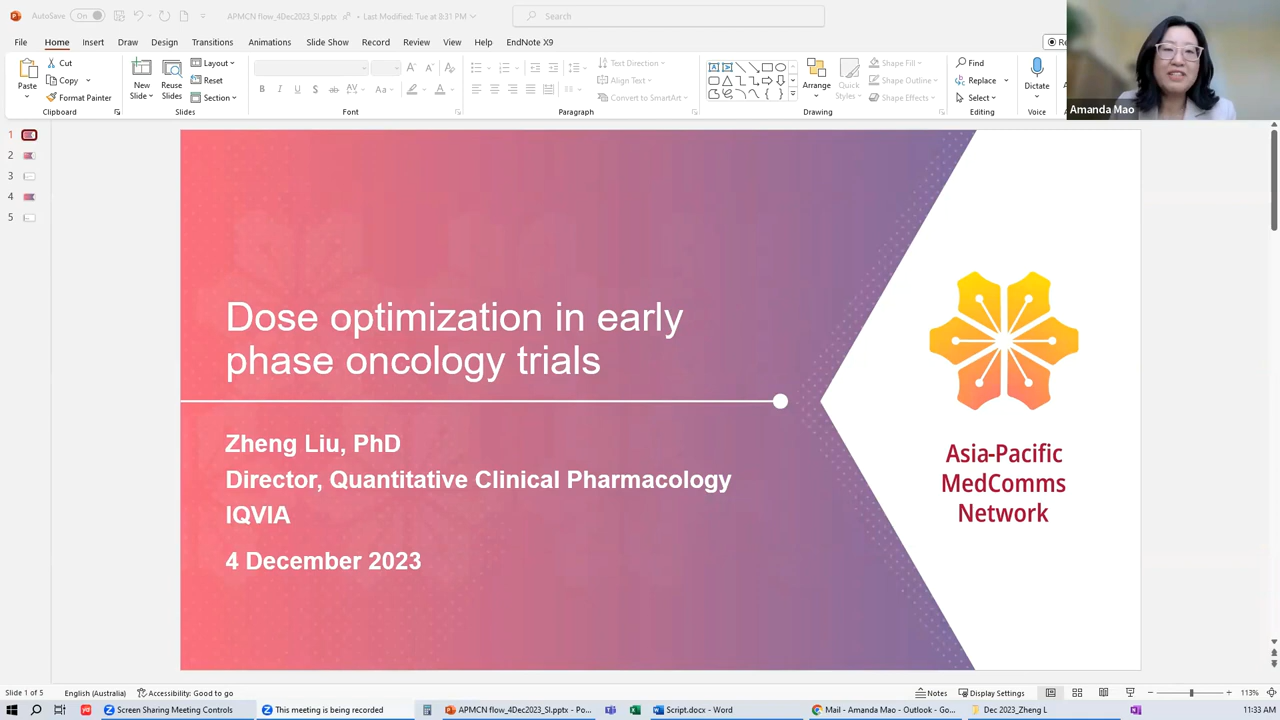 AutoSave
On
APMCN flow_4Dec2023_SI.pptx
• Last Modified: Tue at 8:31 PM
Search
File
Home
Insert
Draw
Design
Transitions
Animations
Slide Show
Record
Review
View
Help
EndNote X9
Paste
Cut
Copy
Format Painter
Clipboard
New
Slide
Reuse
Slides
Layout
Reset
Section
Slides
Font
Text Direction
Align Text
Convert to SmartArt
Paragraph
Arrange
Quick
Styles
Shape Fill
Shape Outline
Shape Effects
Drawing
Find
Replace
Select
Editing
Dictate
Voice
Amanda Mao
1
2
3
4
5
Dose optimization in early
phase oncology trials
Zheng Liu, PhD
Director, Quantitative Clinical Pharmacology
IQVIA
4 December 2023
Asia-Pacific
MedComms
Network
Slide 1 of 5
English (Australia)
Accessibility: Good to go
Notes
Display Settings
113%
Screen Sharing Meeting Controls
This meeting is being recorded
APMCN flow_4Dec2023_SI.pptx - Po...
Script.docx - Word
Mail - Amanda Mao - Outlook - Go...
Dec 2023_Zheng L
11:33 AM